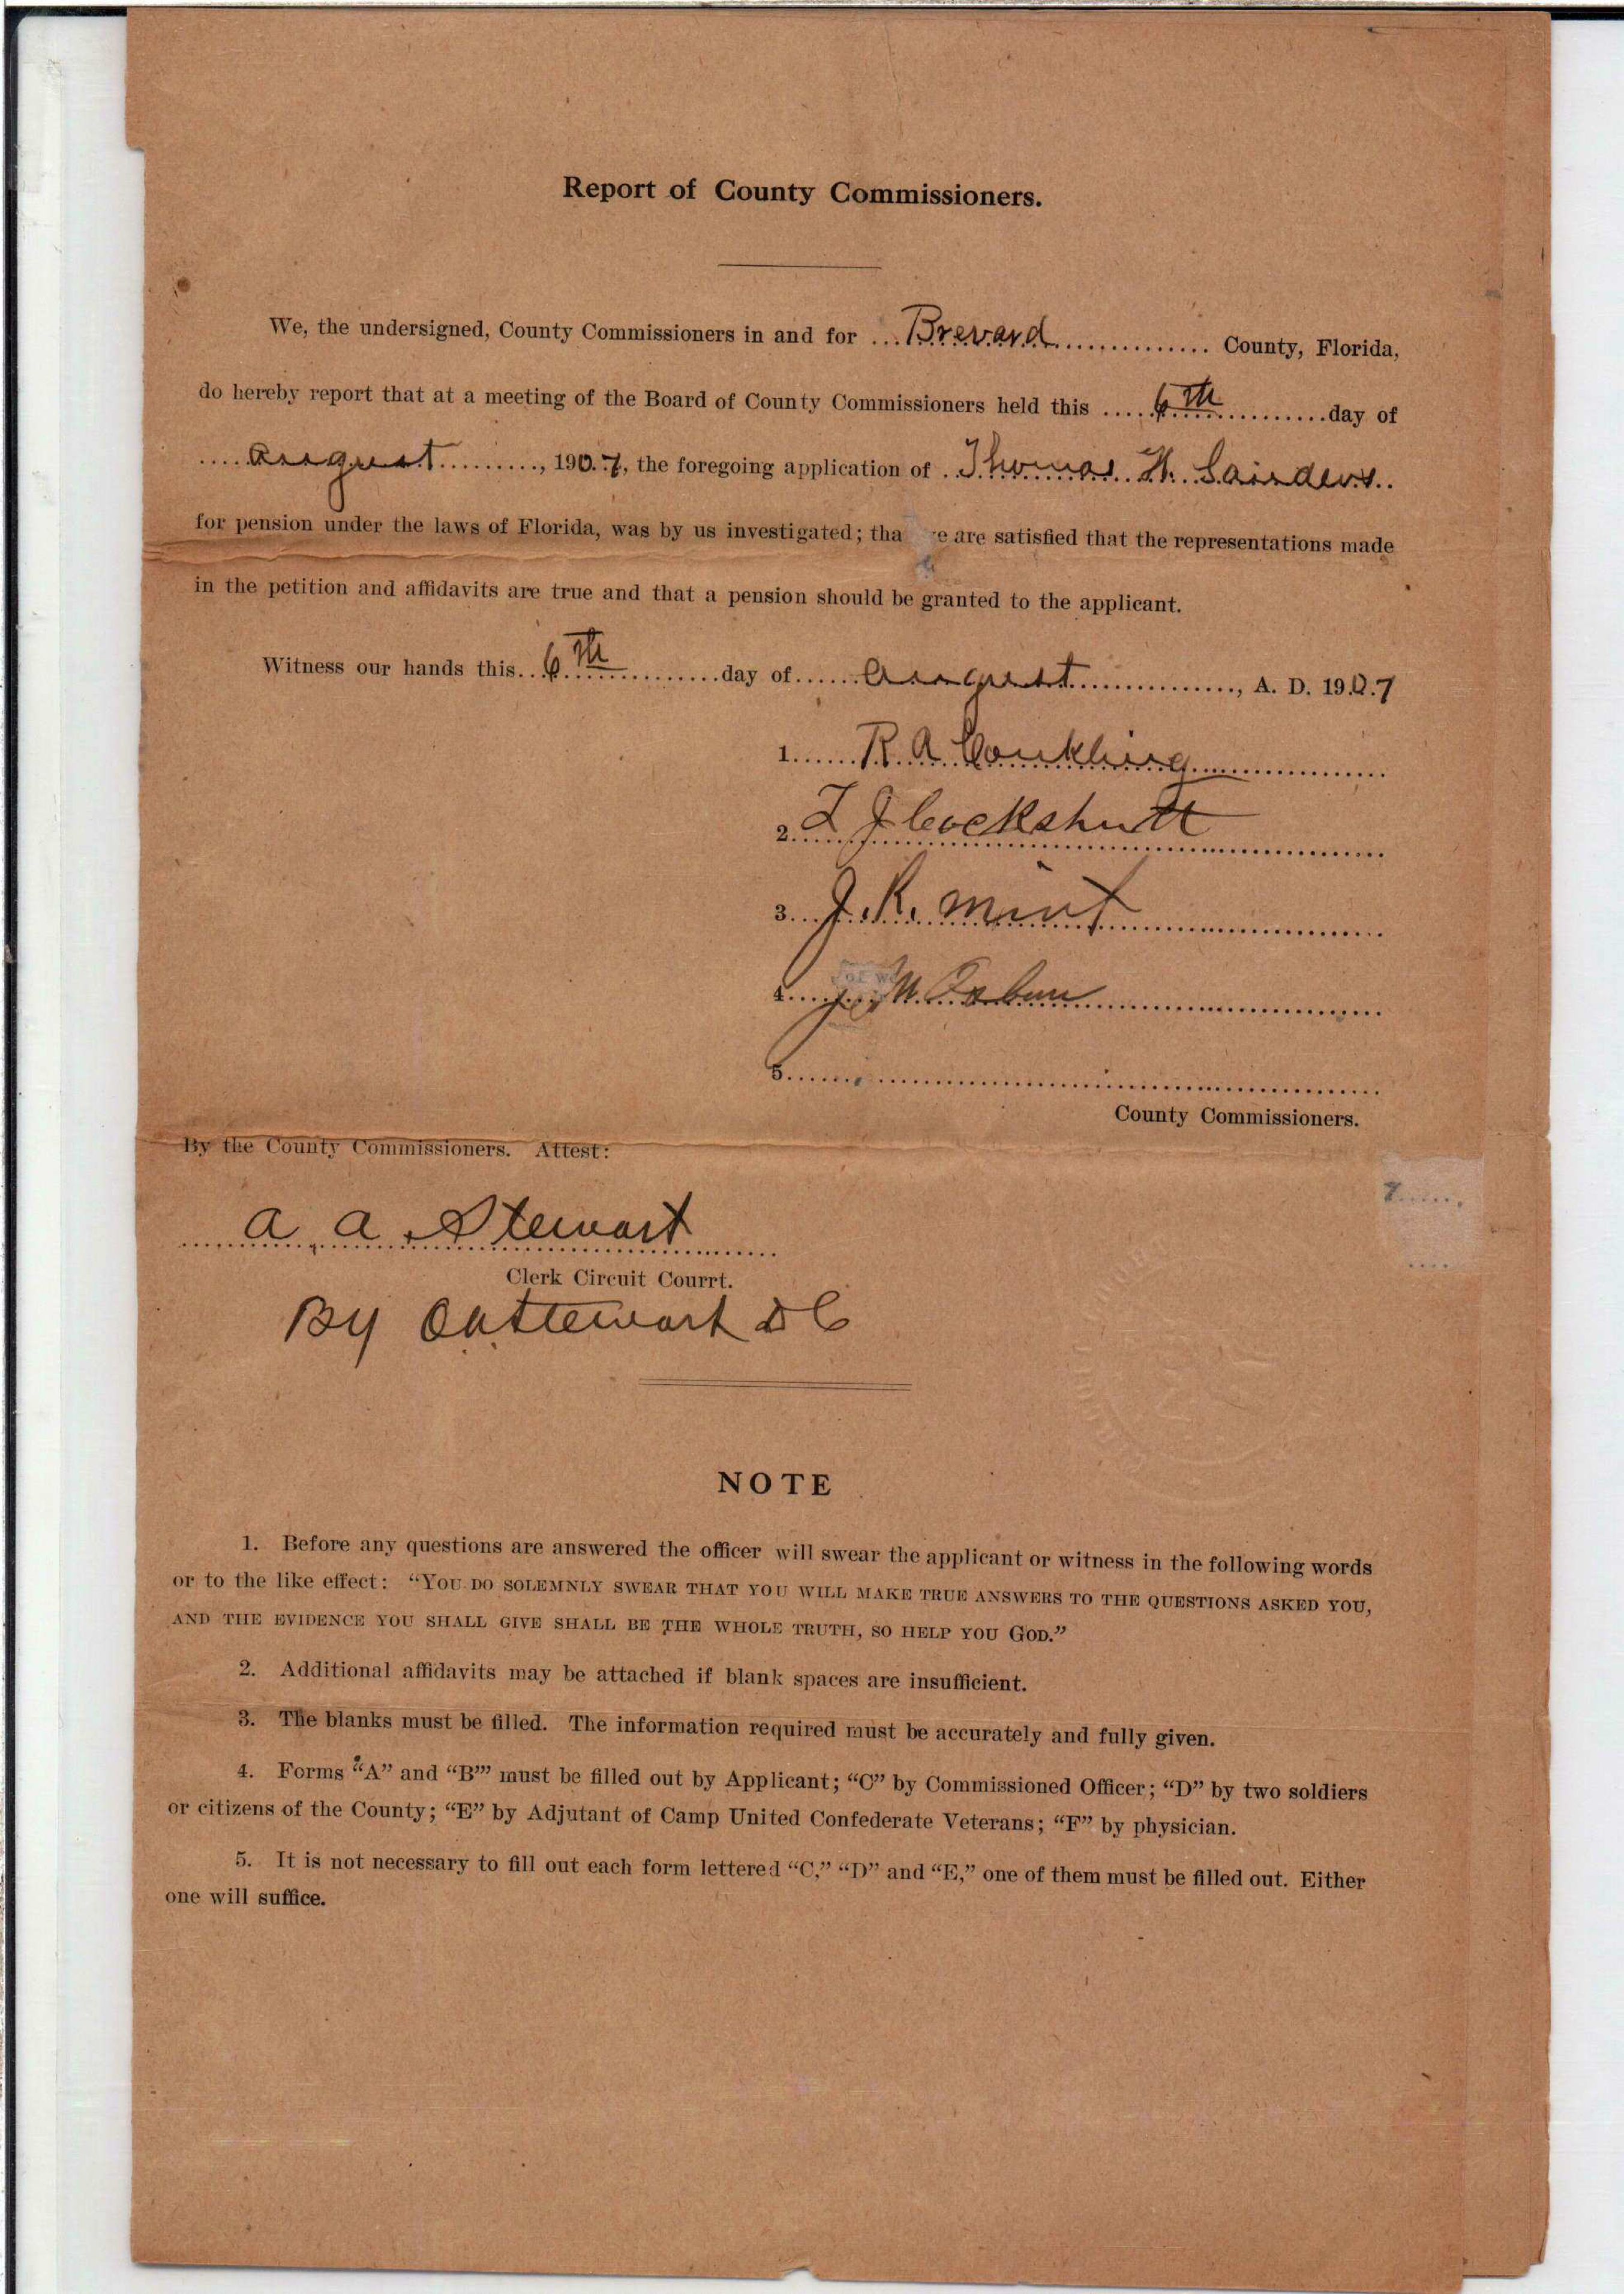 Report of County Commissioners.
We, the undersigned, County Commissioners in and for ...Brevard.............. County, Florida,
do hereby report that at a meeting of the Board of County Commissioners held this .....6th............day of
....August.........., 1907, the foregoing application of ..Thomas H. Saunders..
for pension under the laws of Florida, was by us investigated; tha e are satisfied that the representations made
in the petition and affidavits are true and that a pension should be granted to the applicant.
Witness our hands this...6th............day of......August................, A. D. 190.7
1......R. A. Conkling..................
2. J Cockshutt..................
3...J. R. Mims..................
4.... M. Osban..................
5..................
County Commissioners.
By the County Commissioners. Attest:
A. A. Stewart
Clerk Circuit Courrt.
By OK Stewart DC
7......
NOTE
1. Before any questions are answered the officer will swear the applicant or witness in the following words
or to the like effect: “YOU DO SOLEMNLY SWEAR THAT YOU WILL MAKE TRUE ANSWERS TO THE QUESTIONS ASKED YOU,
AND THE EVIDENCE YOU SHALL GIVE SHALL BE THE WHOLE TRUTH, SO HELP YOU GOD.”
2. Additional affidavits may be attached if blank spaces are insufficient.
3. The blanks must be filled. The information required must be accurately and fully given.
4. Forms “A” and “B”’ must be filled out by Applicant; “C” by Commissioned Officer; “D” by two soldiers
or citizens of the County; “E” by Adjutant of Camp United Confederate Veterans; “F” by physician.
5. It is not necessary to fill out each form lettered “C,” “D” and “E,” one of them must be filled out. Either
one will suffice.